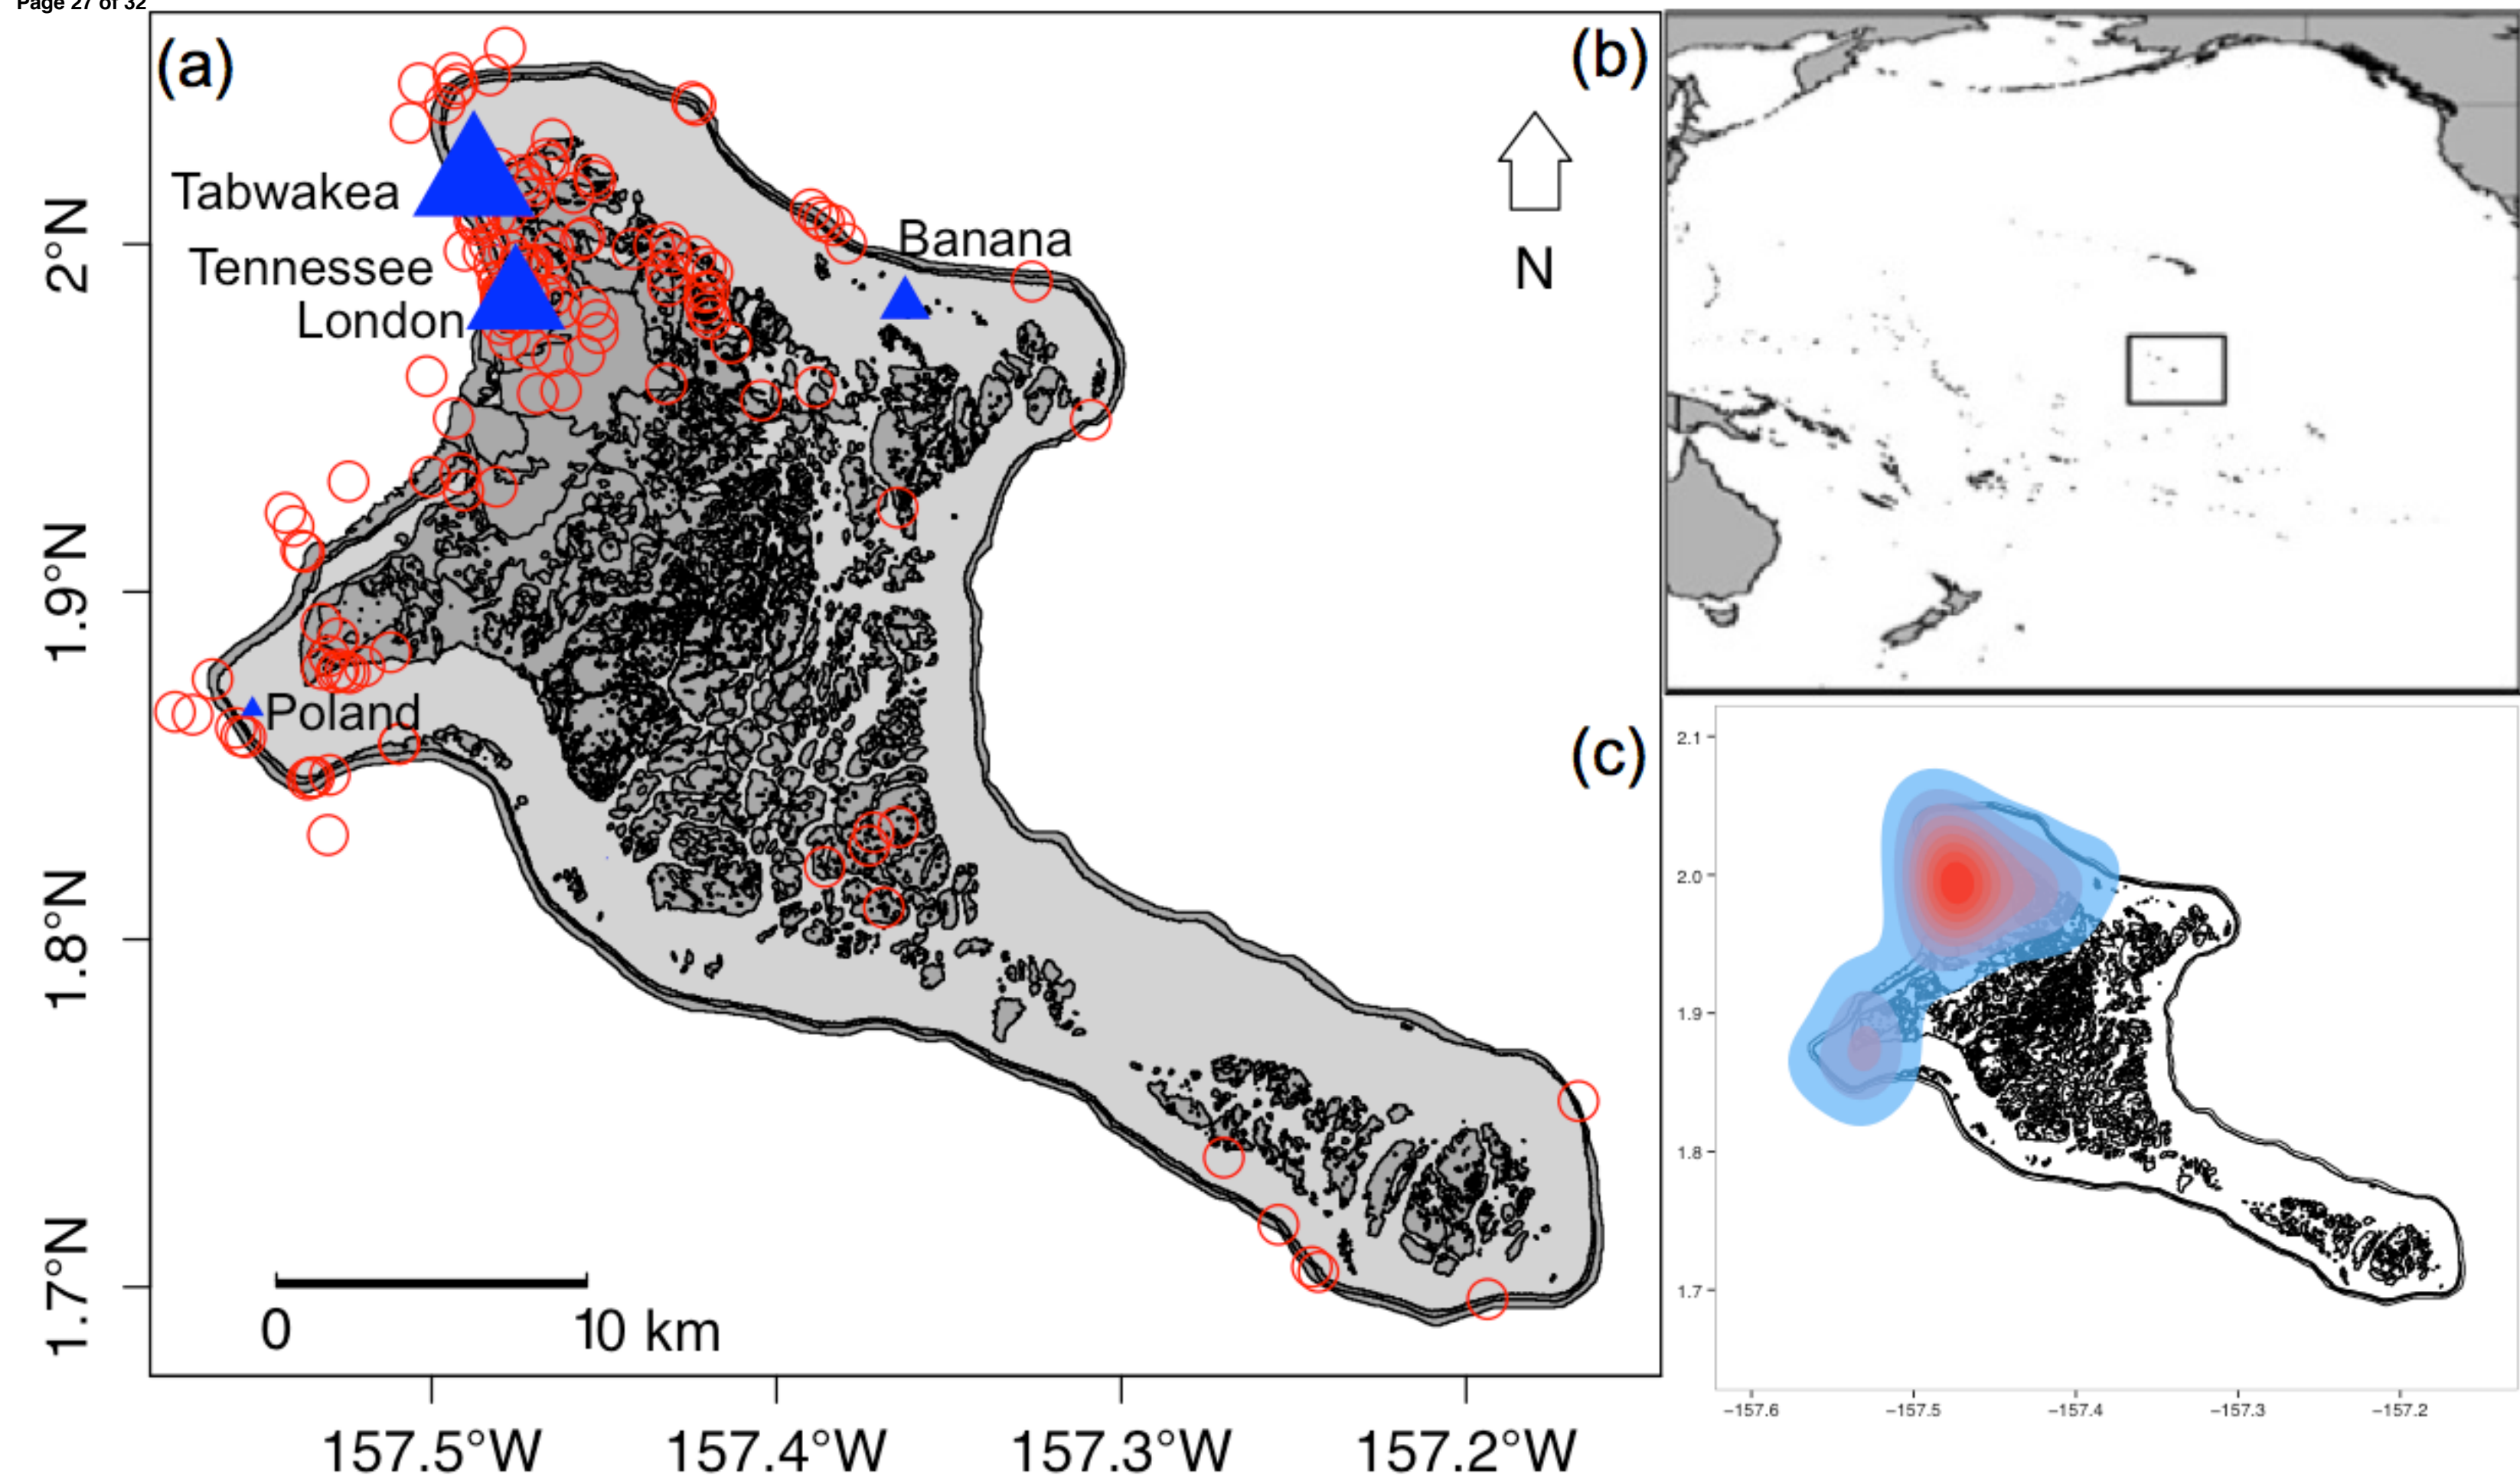 Page 27 of 32
(a)
(b)
Tabwakea
Tennessee
London
Banana
N
Poland
2°N
1.9°N
1.8°N
1.7°N
0
10 km
157.5°W
157.4°W
157.3°W
157.2°W
(c)
2.1
2.0
1.9
1.8
1.7
−157.6
−157.5
−157.4
−157.3
−157.2